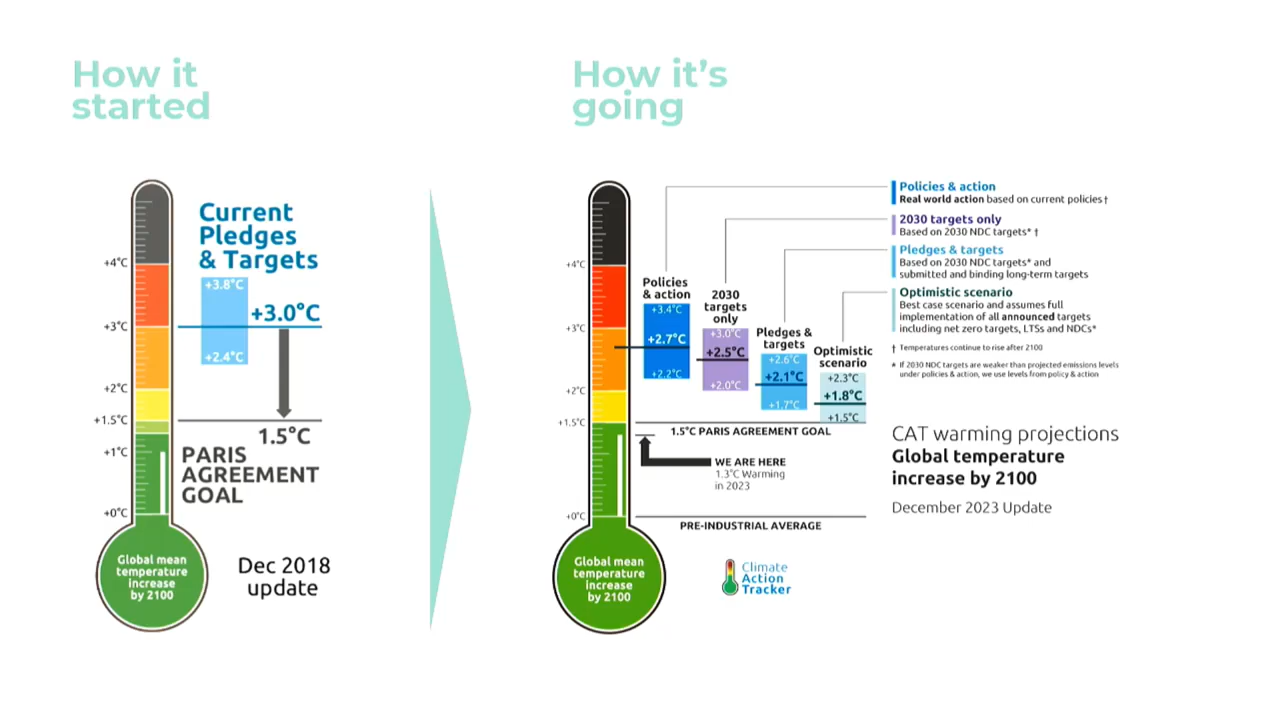 How it
started
How it's
going
Current
Pledges
& Targets
+4°C
+3°C
+2°C
+1.5°C
+1°C
+0°C
+3.8°C
+3.0°C
+2.4°C
1.5°C
PARIS
AGREEMENT
GOAL
Global mean
temperature
increase
by 2100
Dec 2018
update
+4°C
+3°C
+2°C
+1.5°C
+0°C
Policies
& action
+3.4°C
+2.7°C
+2.2°C
2030
targets
only
+3.0°C
+2.5°C
+2.0°C
Pledges &
targets
+2.6°C
+2.1°C
+1.7°C
Optimistic
scenario
+2.3°C
+1.8°C
+1.5°C
1.5°C PARIS AGREEMENT GOAL
WE ARE HERE
1.3°C Warming
in 2023
PRE-INDUSTRIAL AVERAGE
Global mean
temperature
increase
by 2100
Climate
Action
Tracker
Policies & action
Real world action based on current policies †
2030 targets only
Based on 2030 NDC targets* †
Pledges & targets
Based on 2030 NDC targets* and
submitted and binding long-term targets
Optimistic scenario
Best case scenario and assumes full
implementation of all announced targets
including net zero targets, LTSs and NDCs*
† Temperatures continue to rise after 2100
* If 2030 NDC targets are weaker than projected emissions levels
under policies & action, we use levels from policy & action
CAT warming projections
Global temperature
increase by 2100
December 2023 Update